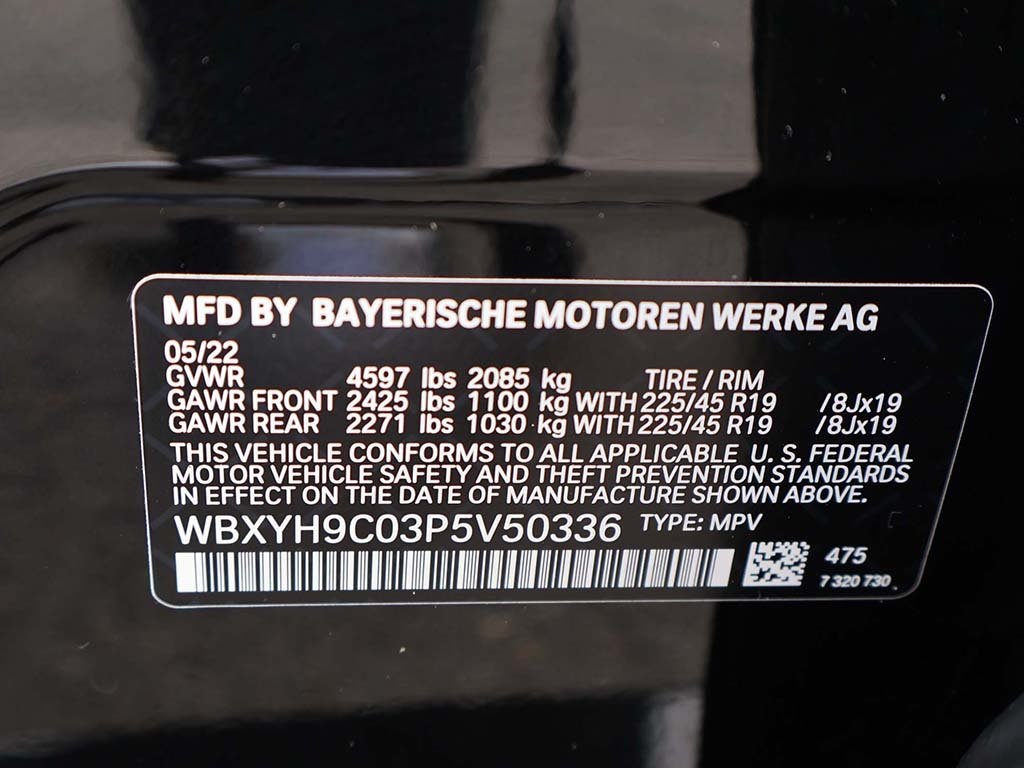 MFD BY BAYERISCHE MOTOREN WERKE AG
05/22
GVWR 4597 lbs 2085 kg TIRE / RIM
GAWR FRONT 2425 lbs 1100 kg WITH 225/45 R19 /8Jx19
GAWR REAR 2271 lbs 1030 kg WITH 225/45 R19 /8Jx19
THIS VEHICLE CONFORMS TO ALL APPLICABLE U. S. FEDERAL
MOTOR VEHICLE SAFETY AND THEFT PREVENTION STANDARDS
IN EFFECT ON THE DATE OF MANUFACTURE SHOWN ABOVE.
WBXYH9C03P5V50336 TYPE: MPV
475
7 320 730